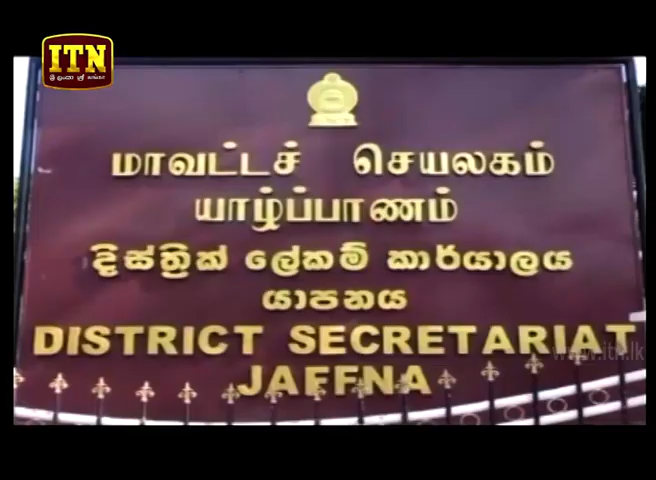 ITN
மாவட்டச் செயலகம்
யாழ்ப்பாணம்
දිස්ත්‍රික් ලේකම් කාර්යාලය
යාපනය
DISTRICT SECRETARIAT
www.itn.lk
JAFFNA